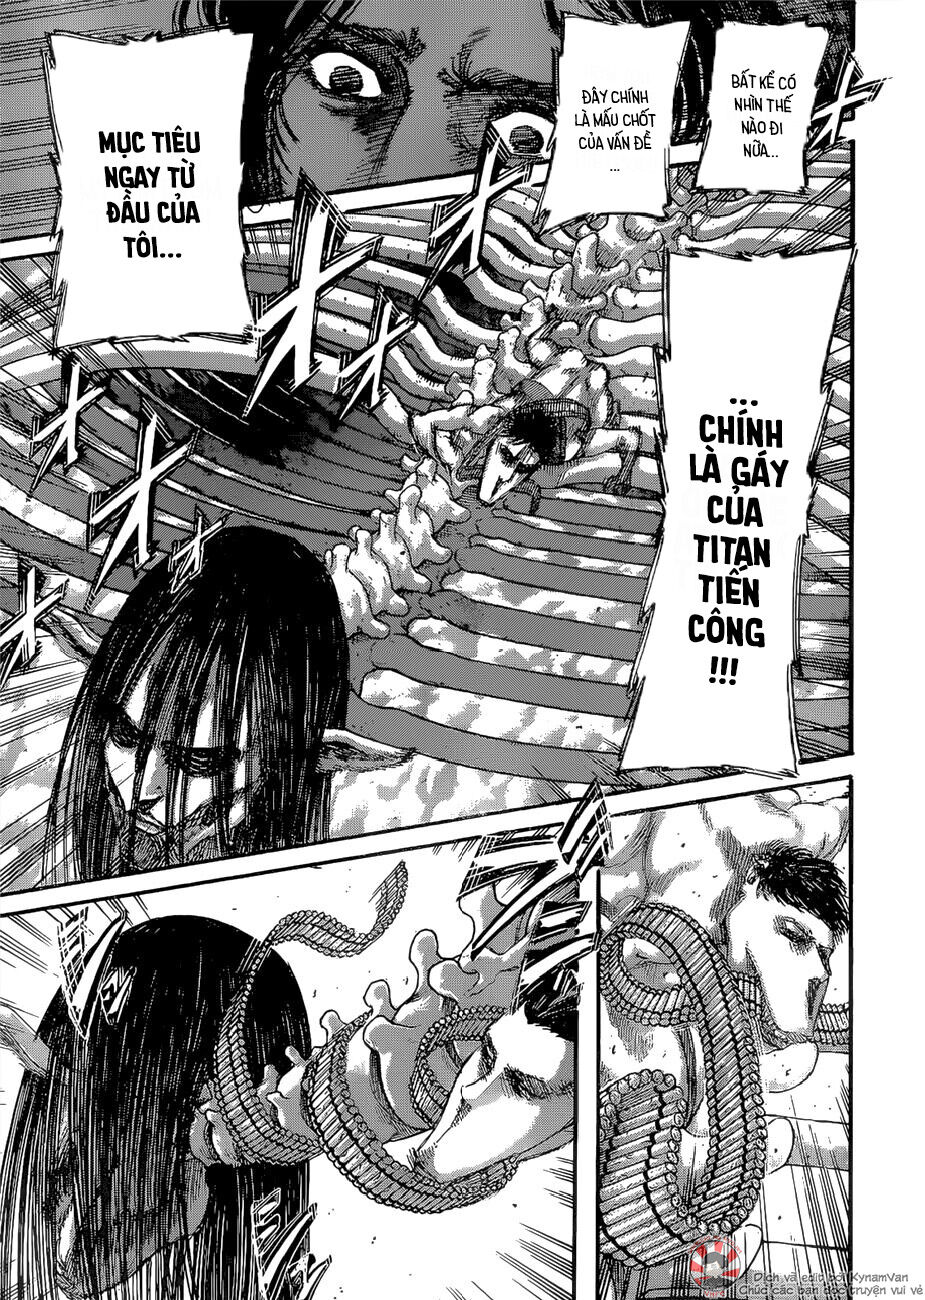 BẤT KỂ CÓ
NHÌN THẾ
NÀO ĐI
NỮA...
ĐÂY CHÍNH
LÀ MẤU CHỐT
CỦA VẤN ĐỀ
...
MỤC TIÊU
NGAY TỪ
ĐẦU CỦA
TÔI...
...
CHÍNH
LÀ GÁY
CỦA
TITAN
TIẾN
CÔNG
!!!
Dịch và edit bởi KynamVan
Chúc các bạn đọc truyện vui vẻ